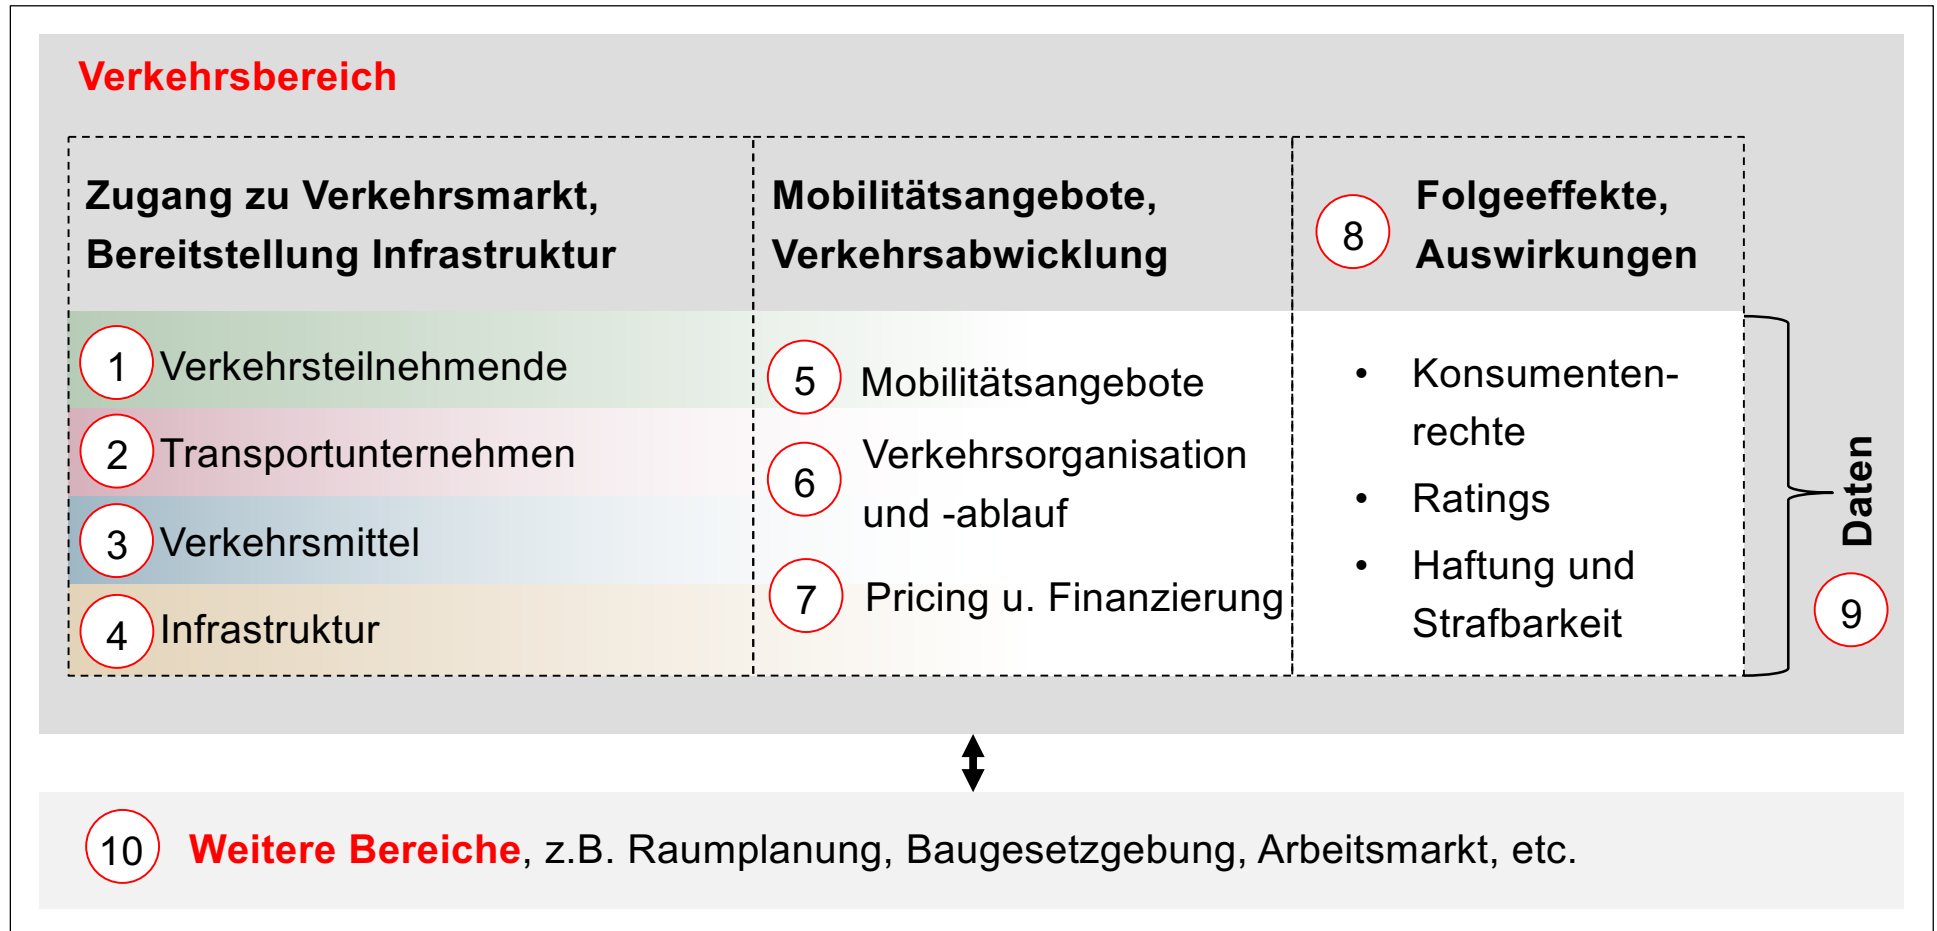 Verkehrsbereich
Zugang zu Verkehrsmarkt,
Bereitstellung Infrastruktur
1 Verkehrsteilnehmende
2 Transportunternehmen
3 Verkehrsmittel
4 Infrastruktur
Mobilitätsangebote,
Verkehrsabwicklung
5 Mobilitätsangebote
6 Verkehrsorganisation
und -ablauf
7 Pricing u. Finanzierung
8 Folgeeffekte,
Auswirkungen
• Konsumenten-
rechte
• Ratings
• Haftung und
Strafbarkeit
Daten
9
10 Weitere Bereiche, z.B. Raumplanung, Baugesetzgebung, Arbeitsmarkt, etc.